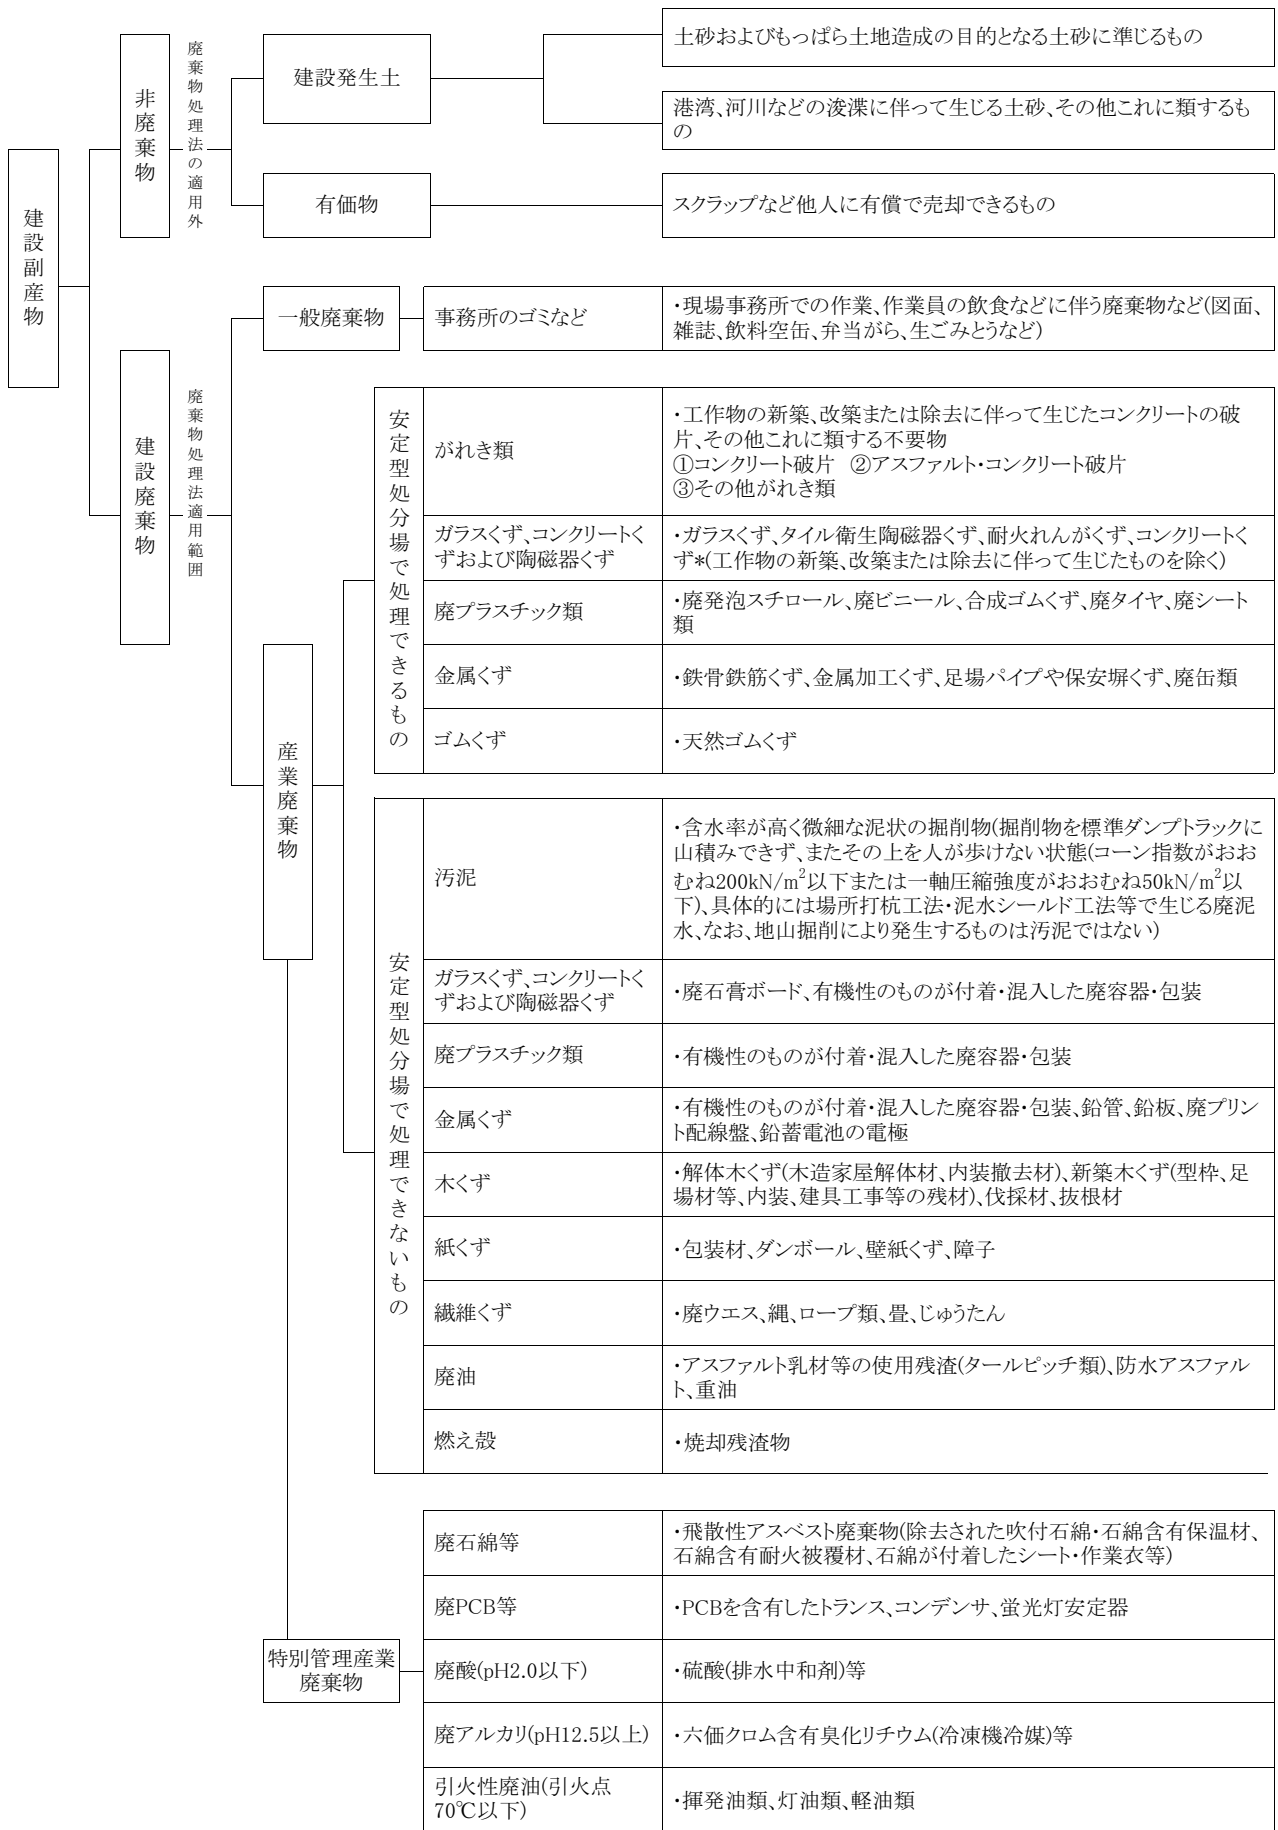 建設副産物
非廃棄物
廃棄物処理法の適用外
建設発生土
土砂およびもっぱら土地造成の目的となる土砂に準じるもの
港湾、河川などの浚渫に伴って生じる土砂、その他これに類するも
の
有価物
スクラップなど他人に有償で売却できるもの
建設廃棄物
廃棄物処理法適用範囲
一般廃棄物
事務所のゴミなど
・現場事務所での作業、作業員の飲食などに伴う廃棄物など(図面、
雑誌、飲料空缶、弁当がら、生ごみとうなど)
産業廃棄物
安定型処分場で処理できるもの
がれき類
・工作物の新築、改築または除去に伴って生じたコンクリートの破
片、その他これに類する不要物
①コンクリート破片　②アスファルト・コンクリート破片
③その他がれき類
ガラスくず、コンクリートく
ずおよび陶磁器くず
・ガラスくず、タイル衛生陶磁器くず、耐火れんがくず、コンクリートく
ず*(工作物の新築、改築または除去に伴って生じたものを除く)
廃プラスチック類
・廃発泡スチロール、廃ビニール、合成ゴムくず、廃タイヤ、廃シート
類
金属くず
・鉄骨鉄筋くず、金属加工くず、足場パイプや保安塀くず、廃缶類
ゴムくず
・天然ゴムくず
安定型処分場で処理できないもの
汚泥
・含水率が高く微細な泥状の掘削物(掘削物を標準ダンプトラックに
山積みできず、またその上を人が歩けない状態(コーン指数がおお
むね200kN/m²以下または一軸圧縮強度がおおむね50kN/m²以
下)、具体的には場所打杭工法・泥水シールド工法等で生じる廃泥
水、なお、地山掘削により発生するものは汚泥ではない)
ガラスくず、コンクリートく
ずおよび陶磁器くず
・廃石膏ボード、有機性のものが付着・混入した廃容器・包装
廃プラスチック類
・有機性のものが付着・混入した廃容器・包装
金属くず
・有機性のものが付着・混入した廃容器・包装、鉛管、鉛板、廃プリン
ト配線盤、鉛蓄電池の電極
木くず
・解体木くず(木造家屋解体材、内装撤去材)、新築木くず(型枠、足
場材等、内装、建具工事等の残材)、伐採材、抜根材
紙くず
・包装材、ダンボール、壁紙くず、障子
繊維くず
・廃ウエス、縄、ロープ類、畳、じゅうたん
廃油
・アスファルト乳材等の使用残渣(タールピッチ類)、防水アスファル
ト、重油
燃え殻
・焼却残渣物
特別管理産業
廃棄物
廃石綿等
・飛散性アスベスト廃棄物(除去された吹付石綿・石綿含有保温材、
石綿含有耐火被覆材、石綿が付着したシート・作業衣等)
廃PCB等
・PCBを含有したトランス、コンデンサ、蛍光灯安定器
廃酸(pH2.0以下)
・硫酸(排水中和剤)等
廃アルカリ(pH12.5以上)
・六価クロム含有臭化リチウム(冷凍機冷媒)等
引火性廃油(引火点
70℃以下)
・揮発油類、灯油類、軽油類